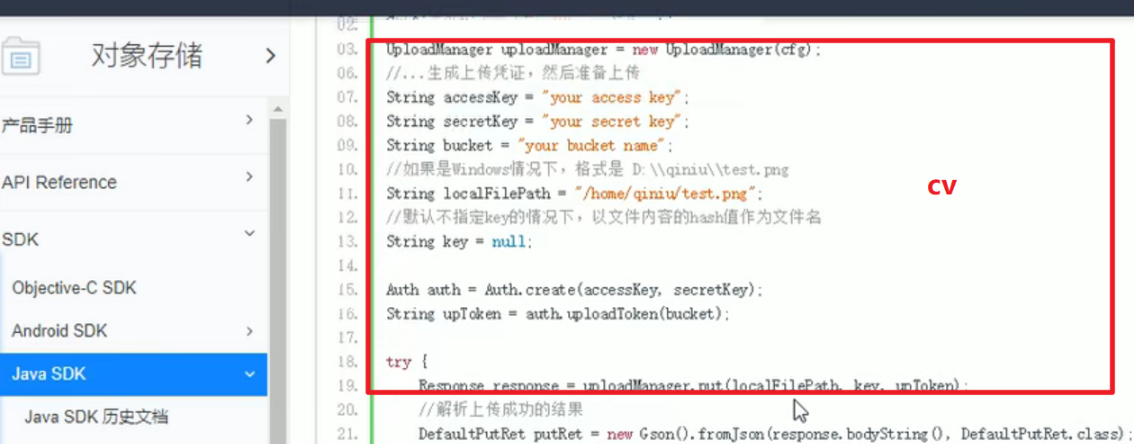 对象存储
产品手册
API Reference
SDK
Objective-C SDK
Android SDK
Java SDK
Java SDK 历史文档
02.
03. UploadManager uploadManager = new UploadManager(cfg);
06. //...生成上传凭证，然后准备上传
07. String accessKey = "your access key";
08. String secretKey = "your secret key";
09. String bucket = "your bucket name";
10. //如果是Windows情况下，格式是 D:\\qiniu\\test.png
11. String localFilePath = "/home/qiniu/test.png";
12. //默认不指定key的情况下，以文件内容的hash值作为文件名
13. String key = null;
14.
15. Auth auth = Auth.create(accessKey, secretKey);
16. String upToken = auth.uploadToken(bucket);
17.
18. try {
19. Response response = uploadManager.put(localFilePath, key, upToken);
20. //解析上传成功的结果
21. DefaultPutRet putRet = new Gson().fromJson(response.bodyString(), DefaultPutRet.class);
cv